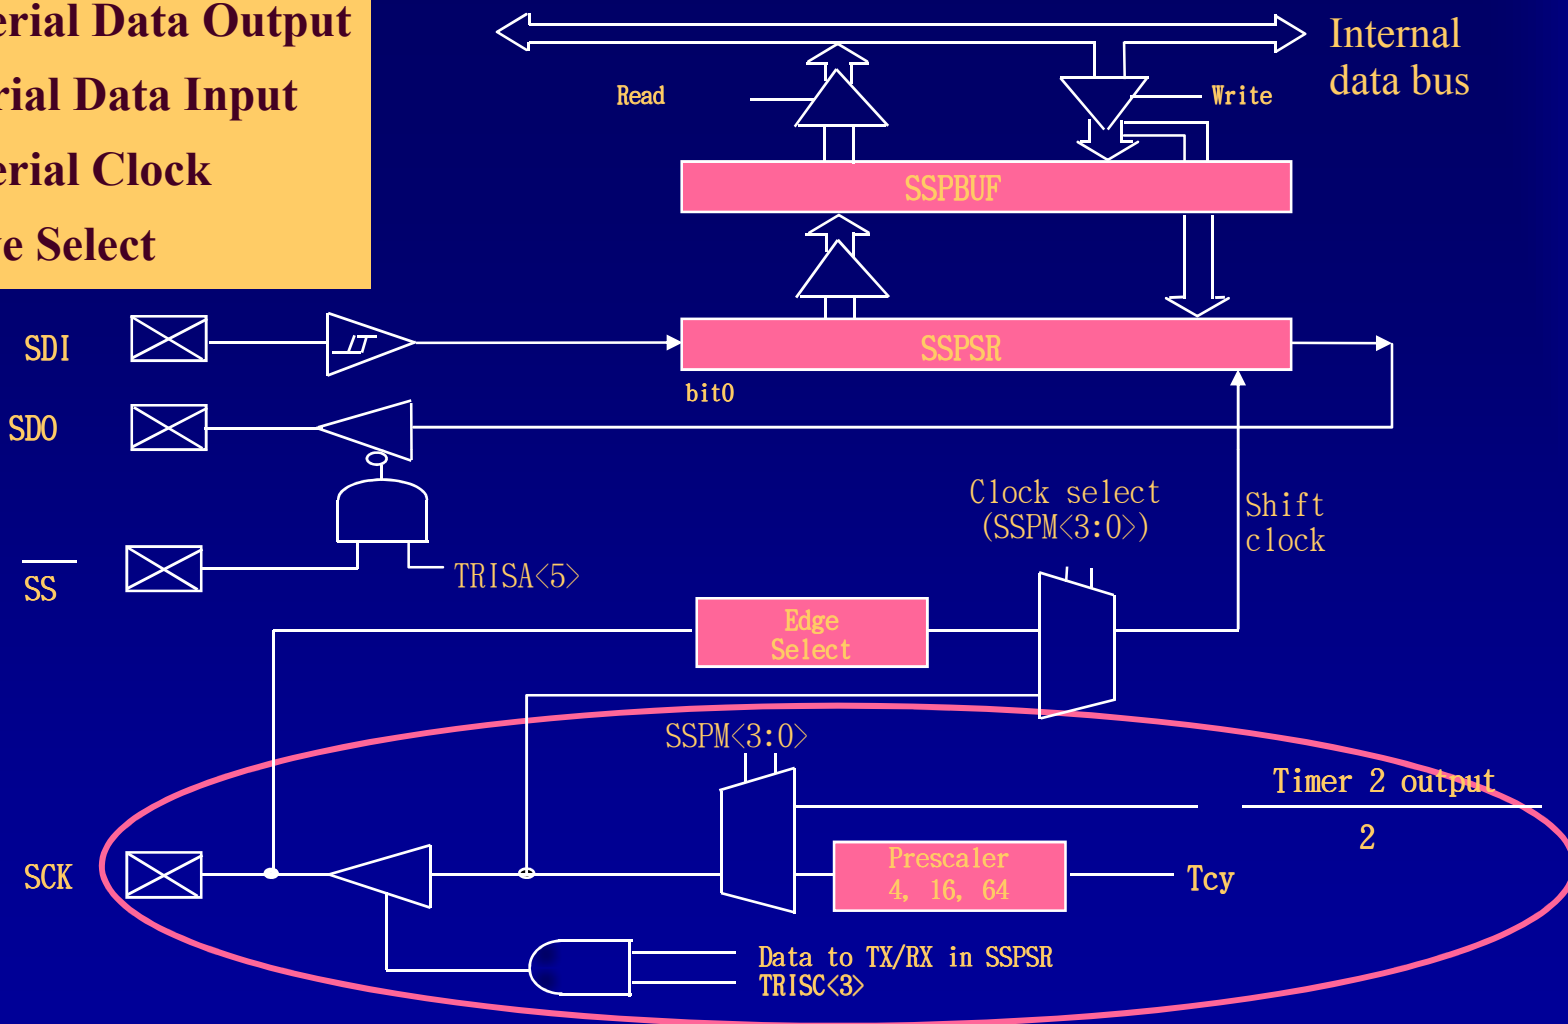 erial Data Output
rial Data Input
erial Clock
e Select
Internal
data bus
Read
Write
SSPBUF
SDI
SSPSR
bit0
SDO
Clock select
(SSPM<3:0>)
Shift
clock
SS
TRISA<5>
Edge
Select
SSPM<3:0>
Timer 2 output
2
SCK
Prescaler
4, 16, 64
Tcy
Data to TX/RX in SSPSR
TRISC<3>